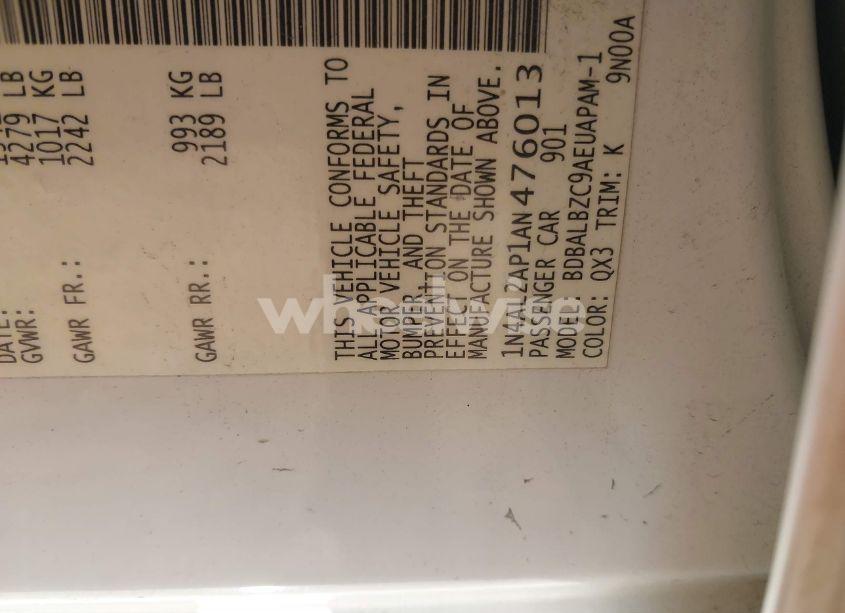 DATE:
GVWR: 4279 LB
1017 KG
GAWR FR.: 2242 LB
993 KG
GAWR RR.: 2189 LB
THIS VEHICLE CONFORMS TO
ALL APPLICABLE FEDERAL
MOTOR VEHICLE SAFETY,
BUMPER, AND THEFT
PREVENTION STANDARDS IN
EFFECT ON THE DATE OF
MANUFACTURE SHOWN ABOVE.
1N4AL2AP1AN476013
PASSENGER CAR 901
MODEL: BDBALBZC9AEUAPAM-1
COLOR: QX3 TRIM: K 9N00A